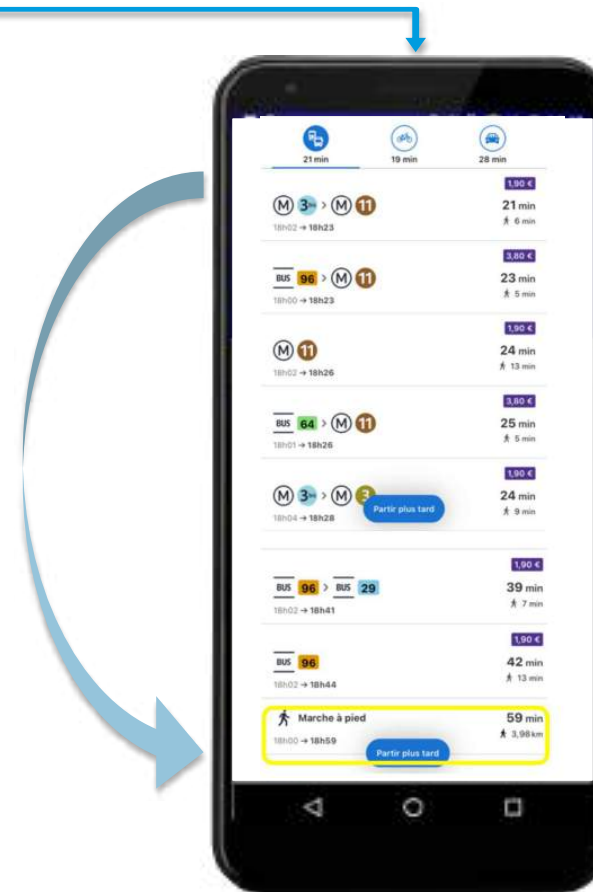 21 min 19 min 28 min
1,90 €
M 3bis > M 11 21 min
18h02 → 18h23 6 min
3,80 €
BUS 96 > M 11 23 min
18h00 → 18h23 5 min
1,90 €
M 11 24 min
18h02 → 18h26 13 min
3,80 €
BUS 64 > M 11 25 min
18h01 → 18h26 5 min
1,90 €
M 3bis > M 3 24 min
Partir plus tard
18h04 → 18h28 9 min
1,90 €
BUS 96 > BUS 29 39 min
18h02 → 18h41 7 min
1,90 €
BUS 96 42 min
18h02 → 18h44 13 min
Marche à pied 59 min
18h00 → 18h59 3,98 km
Partir plus tard